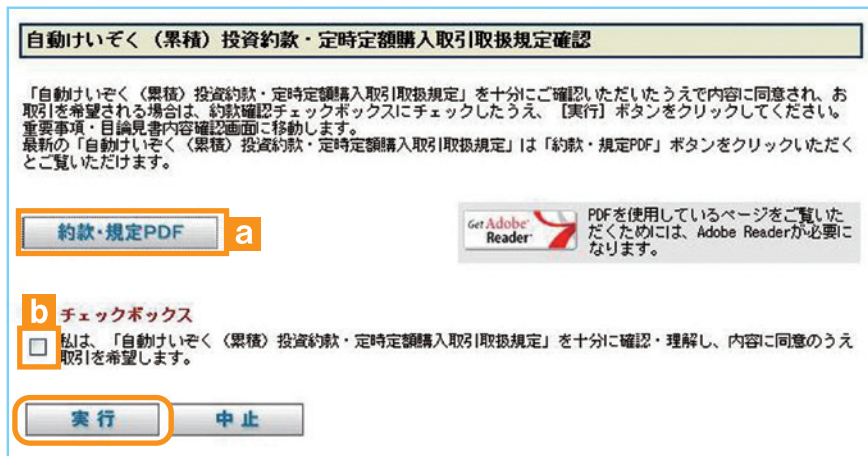 自動けいぞく（累積）投資約款・定時定額購入取引取扱規定確認
「自動けいぞく（累積）投資約款・定時定額購入取引取扱規定」を十分にご確認いただいたうえで内容に同意され、お
取引を希望される場合は、約款確認チェックボックスにチェックしたうえ、［実行］ボタンをクリックしてください。
重要事項・目論見書内容確認画面に移動します。
最新の「自動けいぞく（累積）投資約款・定時定額購入取引取扱規定」は「約款・規定PDF」ボタンをクリックいただく
とご覧いただけます。
約款・規定PDF
a
Get Adobe
Reader
PDFを使用しているページをご覧いた
だくためには、Adobe Readerが必要に
なります。
b
チェックボックス
私は、「自動けいぞく（累積）投資約款・定時定額購入取引取扱規定」を十分に確認・理解し、内容に同意のうえ
取引を希望します。
実行
中止